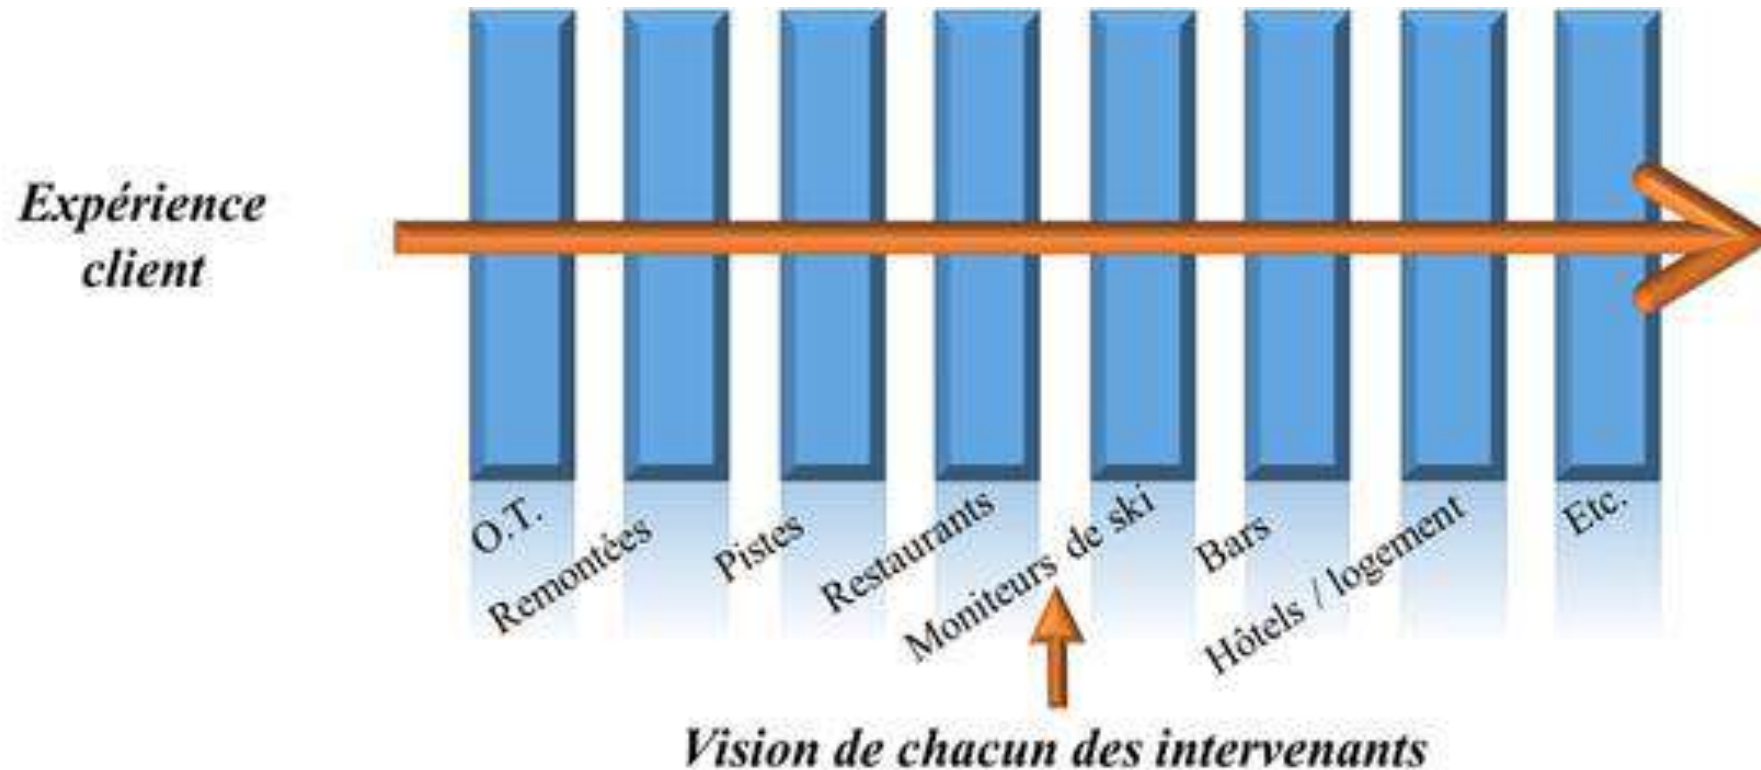 Expérience
client
O.T.
Remontées
Pistes
Restaurants
Moniteurs de ski
Bars
Hôtels / logement
Etc.
Vision de chacun des intervenants